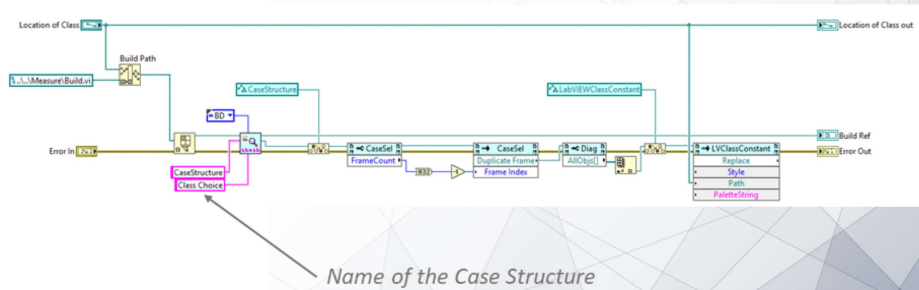 Location of Class
Location of Class out
Build Path
..\..\Measure\Build.vi
CaseStructure
LabVIEWClassConstant
BD
Build Ref
Error In
CaseSel
CaseSel
Diag
LVClassConstant
Error Out
FrameCount
Duplicate Frame
AllObjs[]
Replace
CaseStructure
I32
-1
Frame Index
Style
Class Choice
Path
PaletteString
Name of the Case Structure